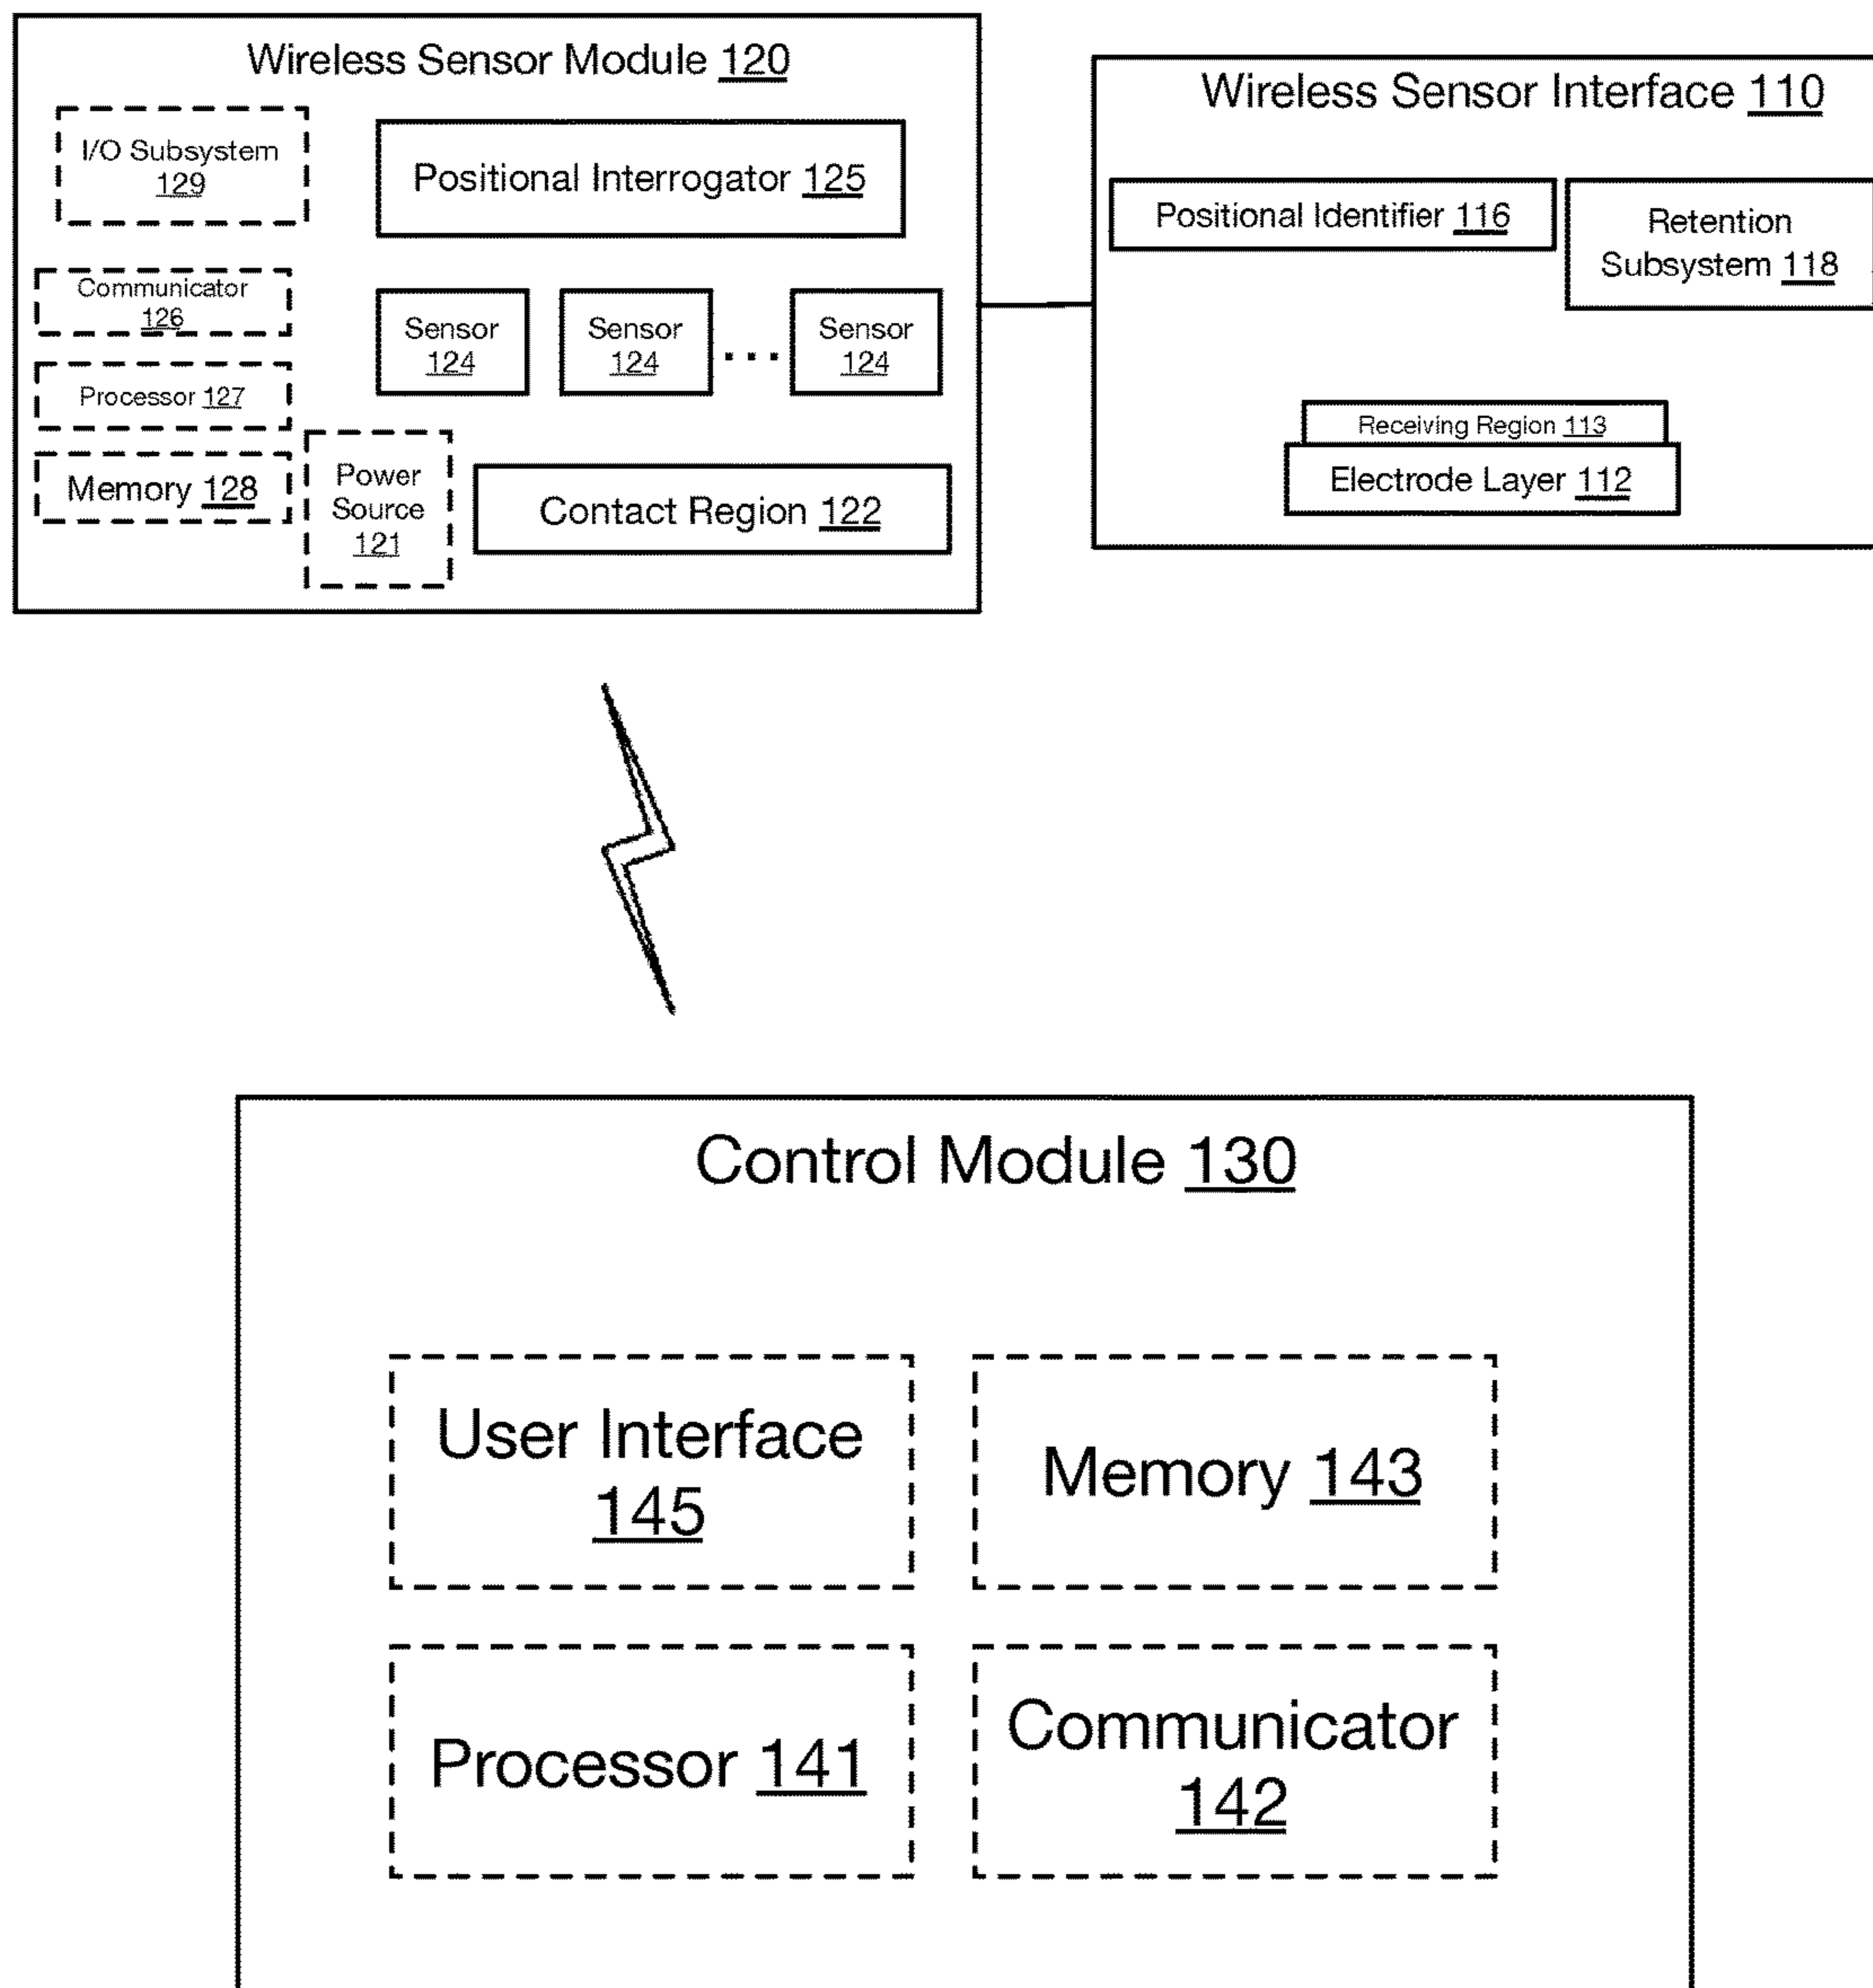 Wireless Sensor Module 120
I/O Subsystem
129
Positional Interrogator 125
Communicator
126
Sensor
124
Sensor
124
...
Sensor
124
Processor 127
Memory 128
Power
Source
121
Contact Region 122
Wireless Sensor Interface 110
Positional Identifier 116
Retention
Subsystem 118
Receiving Region 113
Electrode Layer 112
Control Module 130
User Interface
145
Memory 143
Processor 141
Communicator
142